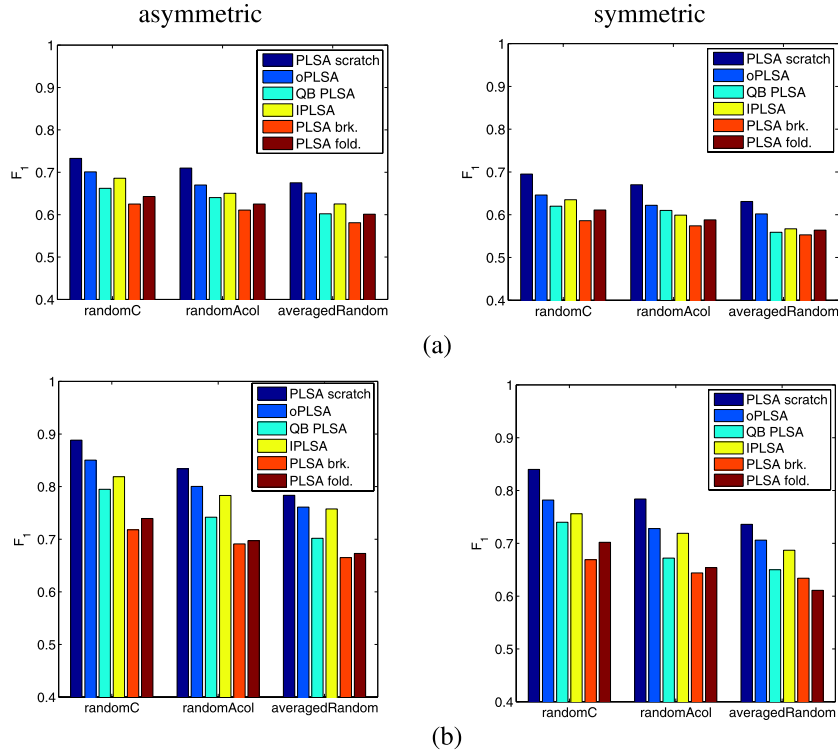 asymmetric
symmetric
1
0.9
0.8
0.7
0.6
0.5
0.4
F1
PLSA scratch
oPLSA
QB PLSA
IPLSA
PLSA brk.
PLSA fold.
randomC randomAcol averagedRandom
1
0.9
0.8
0.7
0.6
0.5
0.4
F1
PLSA scratch
oPLSA
QB PLSA
IPLSA
PLSA brk.
PLSA fold.
randomC randomAcol averagedRandom
(a)
1
0.9
0.8
0.7
0.6
0.5
0.4
F1
PLSA scratch
oPLSA
QB PLSA
IPLSA
PLSA brk.
PLSA fold.
randomC randomAcol averagedRandom
1
0.9
0.8
0.7
0.6
0.5
0.4
F1
PLSA scratch
oPLSA
QB PLSA
IPLSA
PLSA brk.
PLSA fold.
randomC randomAcol averagedRandom
(b)